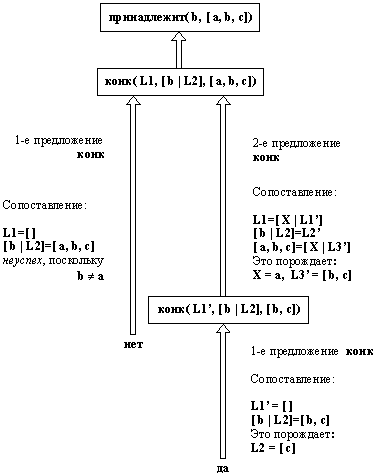 принадлежит( b, [ a, b, c] )
конк( L1, [b | L2], [ a, b, c] )
1-е предложение
конк
Сопоставление:
L1=[ ]
[ b | L2]=[ a, b, c]
неуспех, поскольку
b ≠ a
нет
2-е предложение
конк
Сопоставление:
L1=[ X | L1’]
[ b | L2]=L2’
[ a, b, c]=[ X | L3’]
Это порождает:
X = a, L3’ = [ b, c]
конк( L1’, [b | L2], [ b, c] )
1-е предложение конк
Сопоставление:
L1’ = [ ]
[ b | L2]=[b, c]
Это порождает:
L2 = [ c]
да